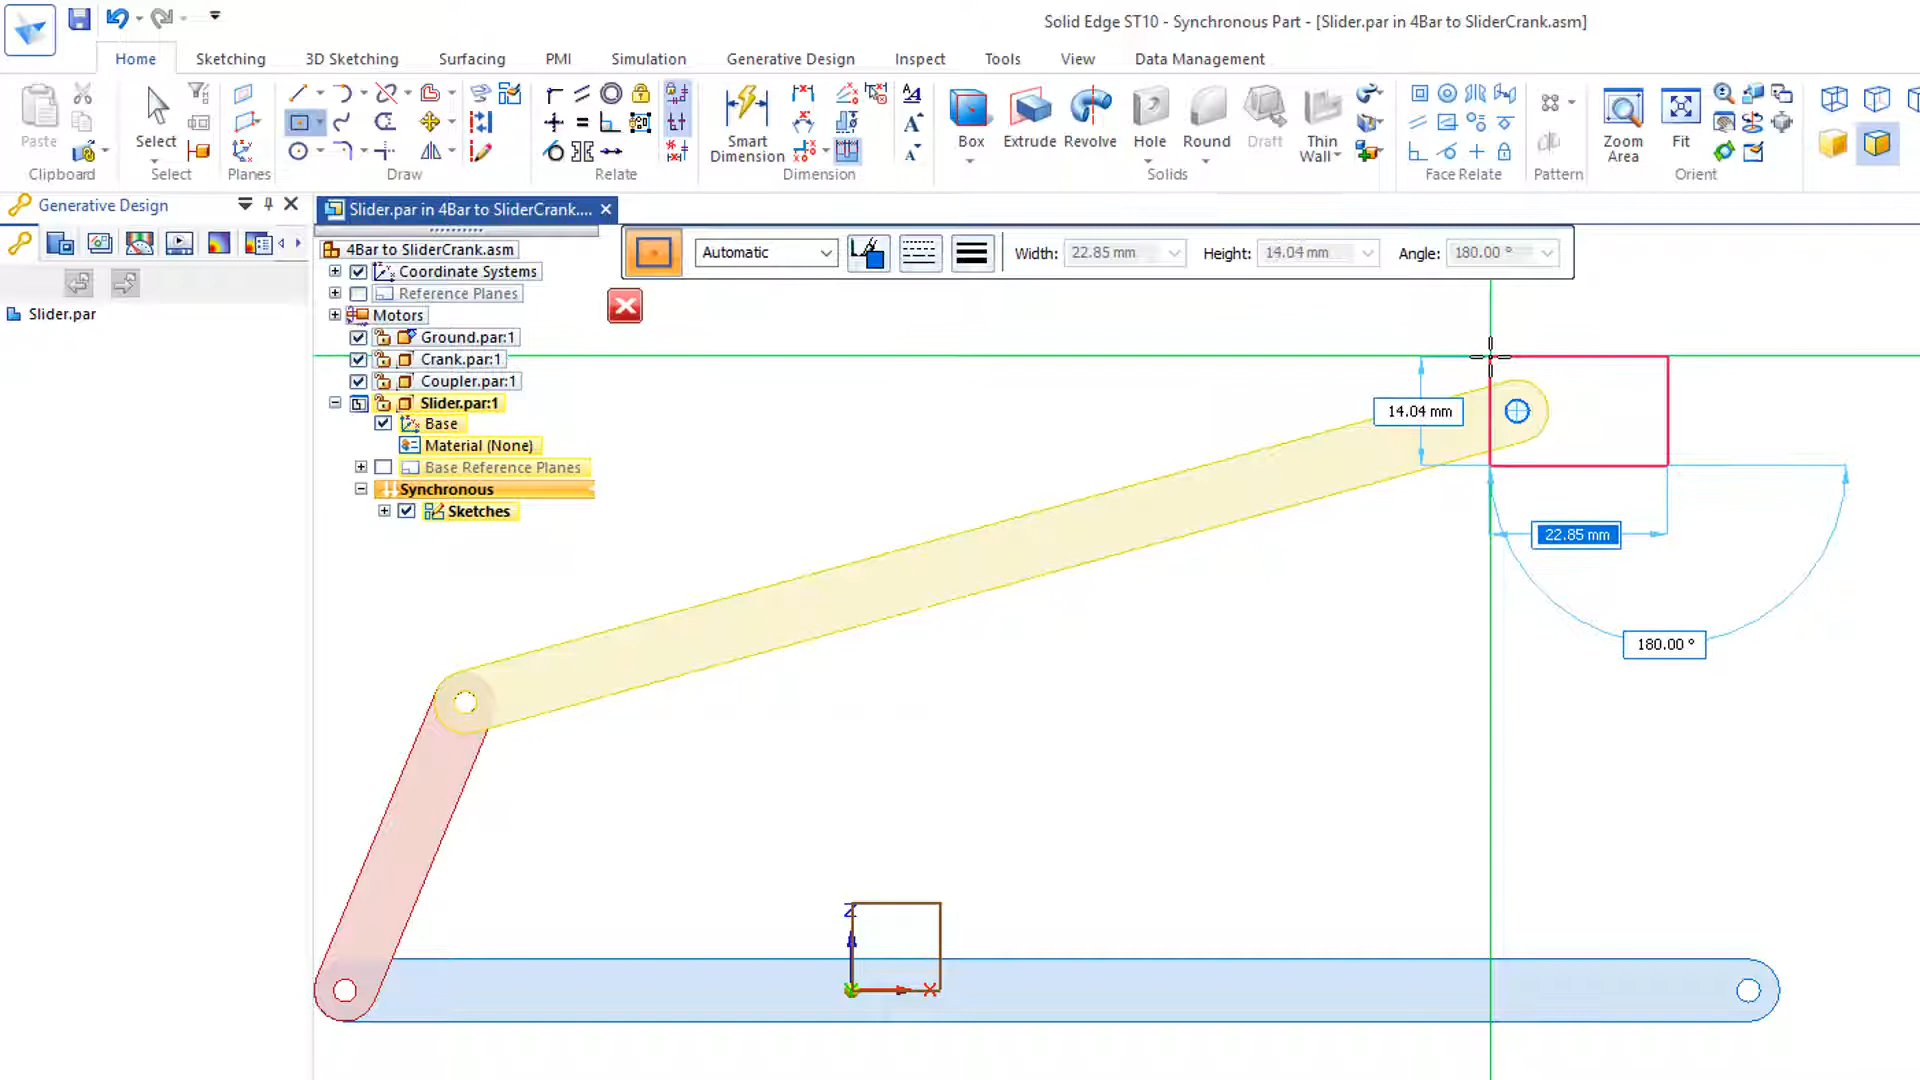 Solid Edge ST10 - Synchronous Part - [Slider.par in 4Bar to SliderCrank.asm]
Home
Sketching
3D Sketching
Surfacing
PMI
Simulation
Generative Design
Inspect
Tools
View
Data Management
Paste
Select
Smart Dimension
Box
Extrude
Revolve
Hole
Round
Draft
Thin Wall
Zoom Area
Fit
Clipboard
Select
Planes
Draw
Relate
Dimension
Solids
Face Relate
Pattern
Orient
Generative Design
Slider.par in 4Bar to SliderCrank....
Automatic
Width: 22.85 mm
Height: 14.04 mm
Angle: 180.00 °
Slider.par
4Bar to SliderCrank.asm
Coordinate Systems
Reference Planes
Motors
Ground.par:1
Crank.par:1
Coupler.par:1
Slider.par:1
Base
Material (None)
Base Reference Planes
Synchronous
Sketches
14.04 mm
22.85 mm
180.00 °
Z
X